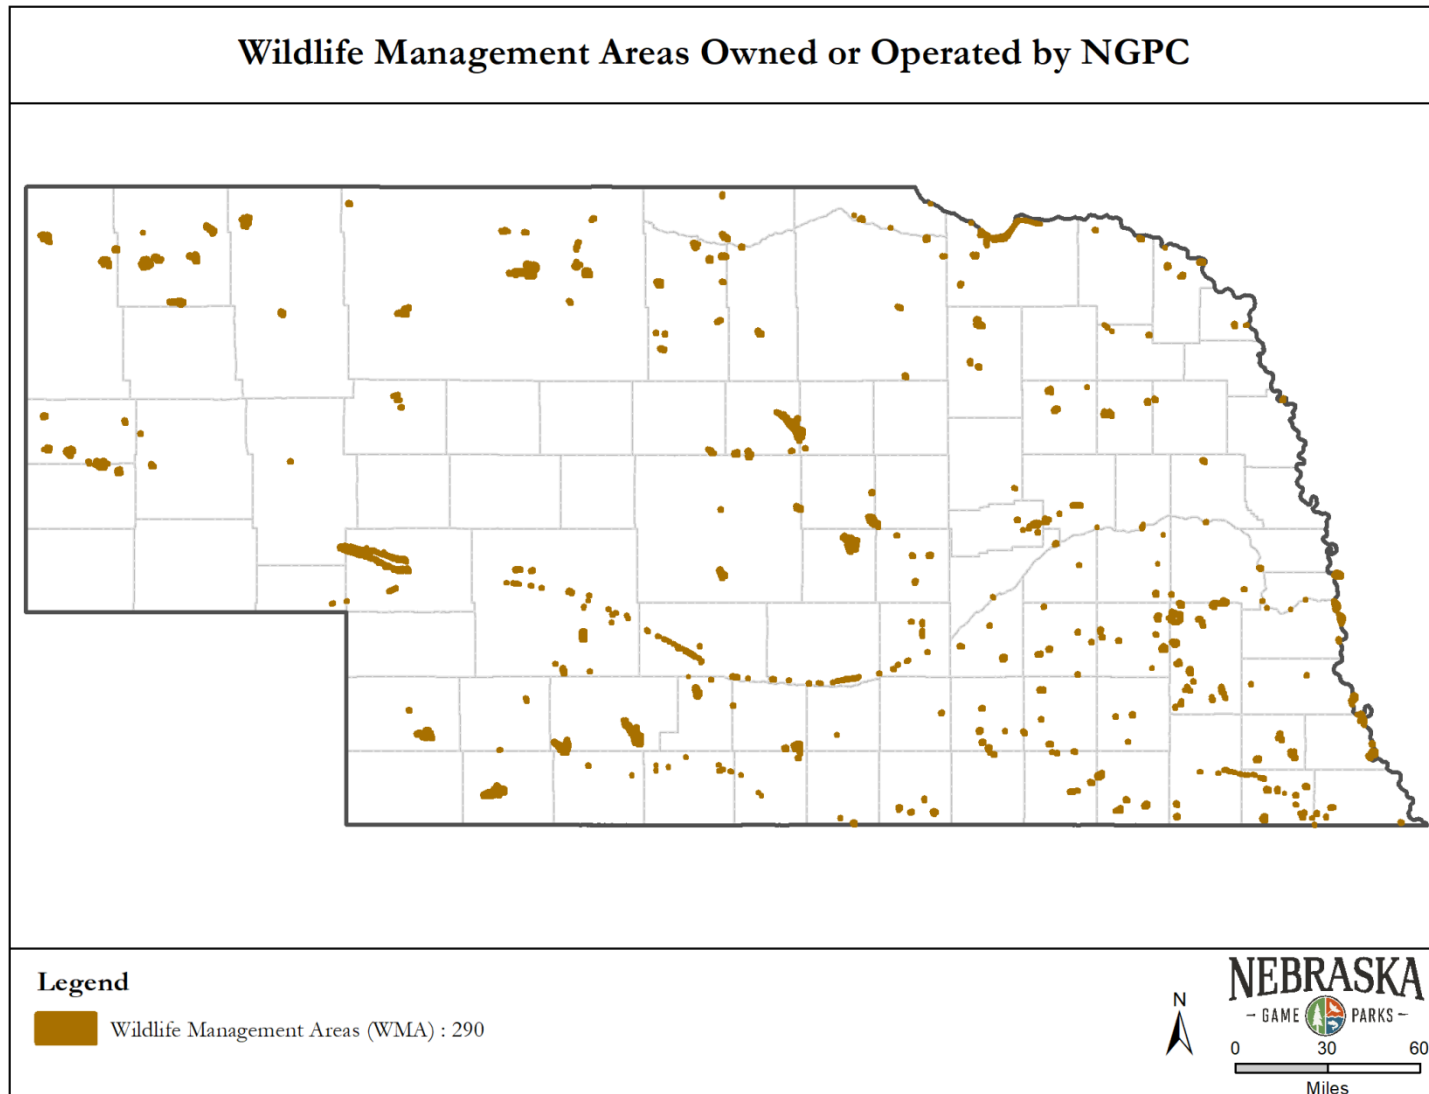 Wildlife Management Areas Owned or Operated by NGPC
Legend
Wildlife Management Areas (WMA) : 290
N
NEBRASKA
– GAME PARKS –
0 30 60
Miles